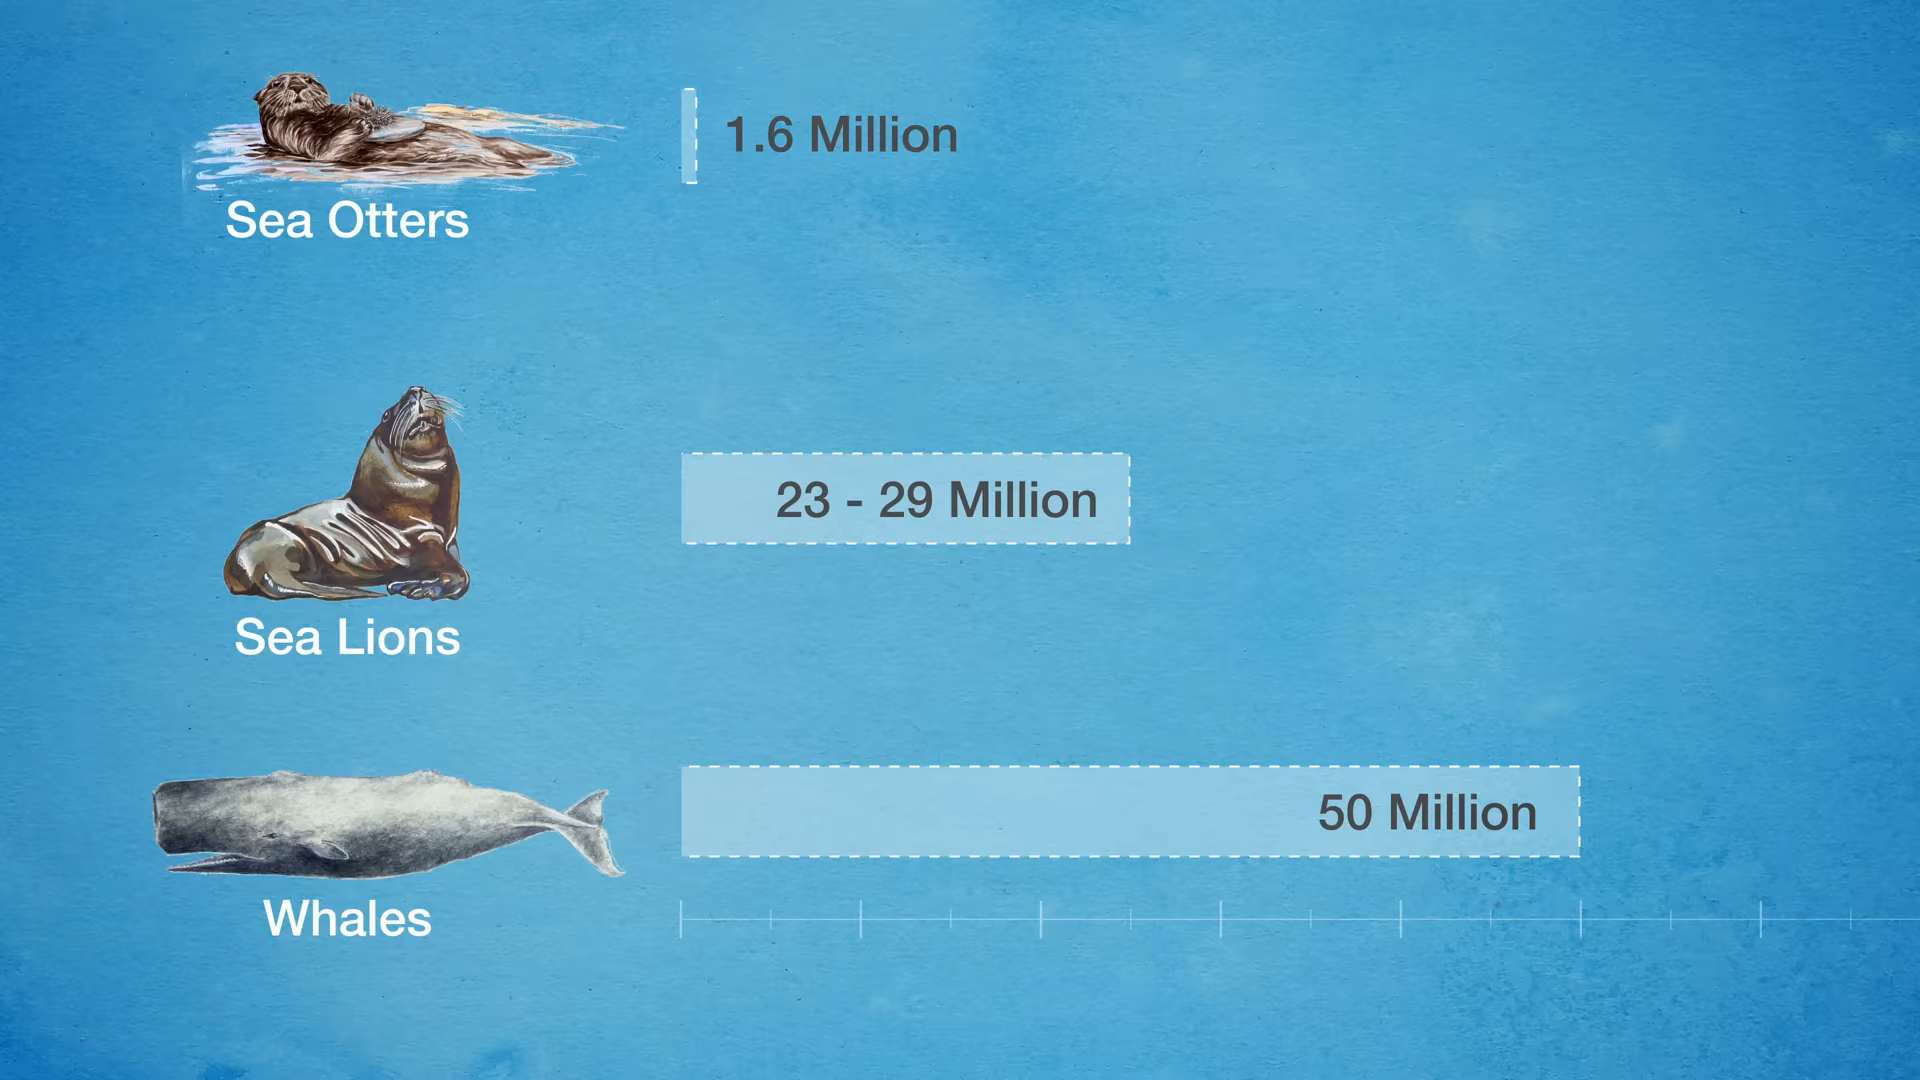 1.6 Million
Sea Otters
23 - 29 Million
Sea Lions
50 Million
Whales